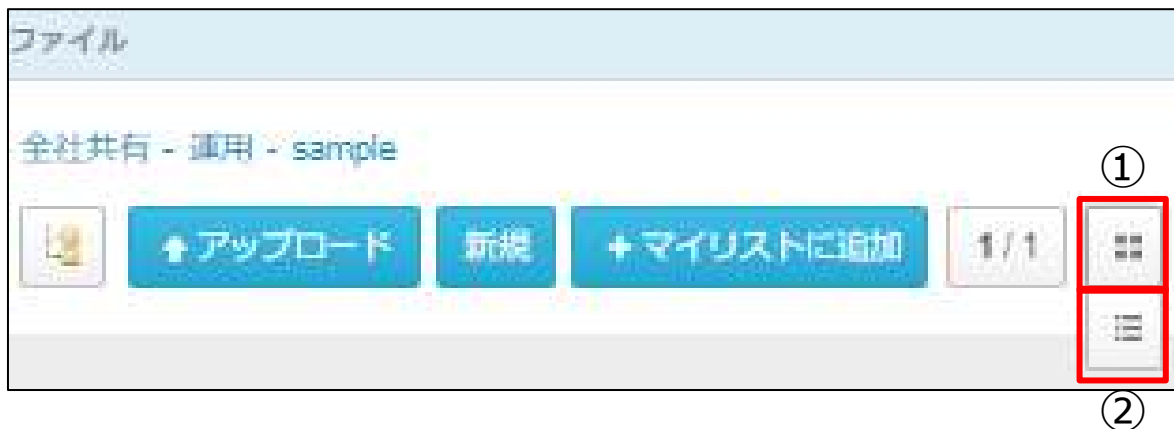 ファイル
全社共有 - 運用 - sample
①
アップロード 新規 +マイリストに追加 1 / 1
②